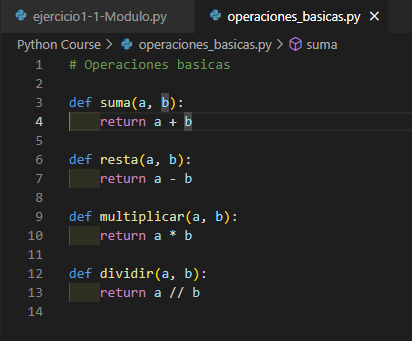 ejercicio1-1-Modulo.py operaciones_basicas.py
Python Course > operaciones_basicas.py > suma
1 # Operaciones basicas
2
3 def suma(a, b):
4 return a + b
5
6 def resta(a, b):
7 return a - b
8
9 def multiplicar(a, b):
10 return a * b
11
12 def dividir(a, b):
13 return a // b
14